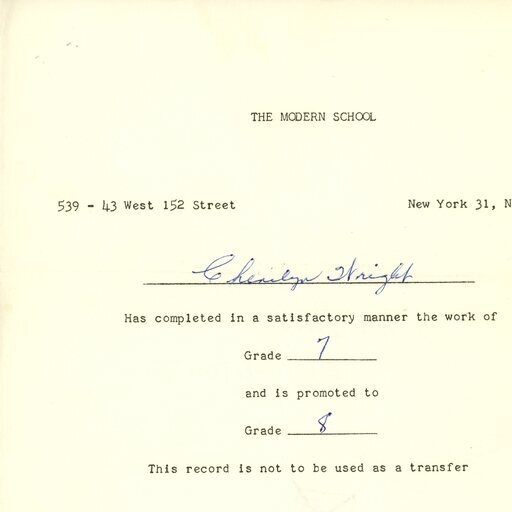 THE MODERN SCHOOL
539 - 43 West 152 Street New York 31, N
Cherilyn Wright
Has completed in a satisfactory manner the work of
Grade 7
and is promoted to
Grade 8
This record is not to be used as a transfer